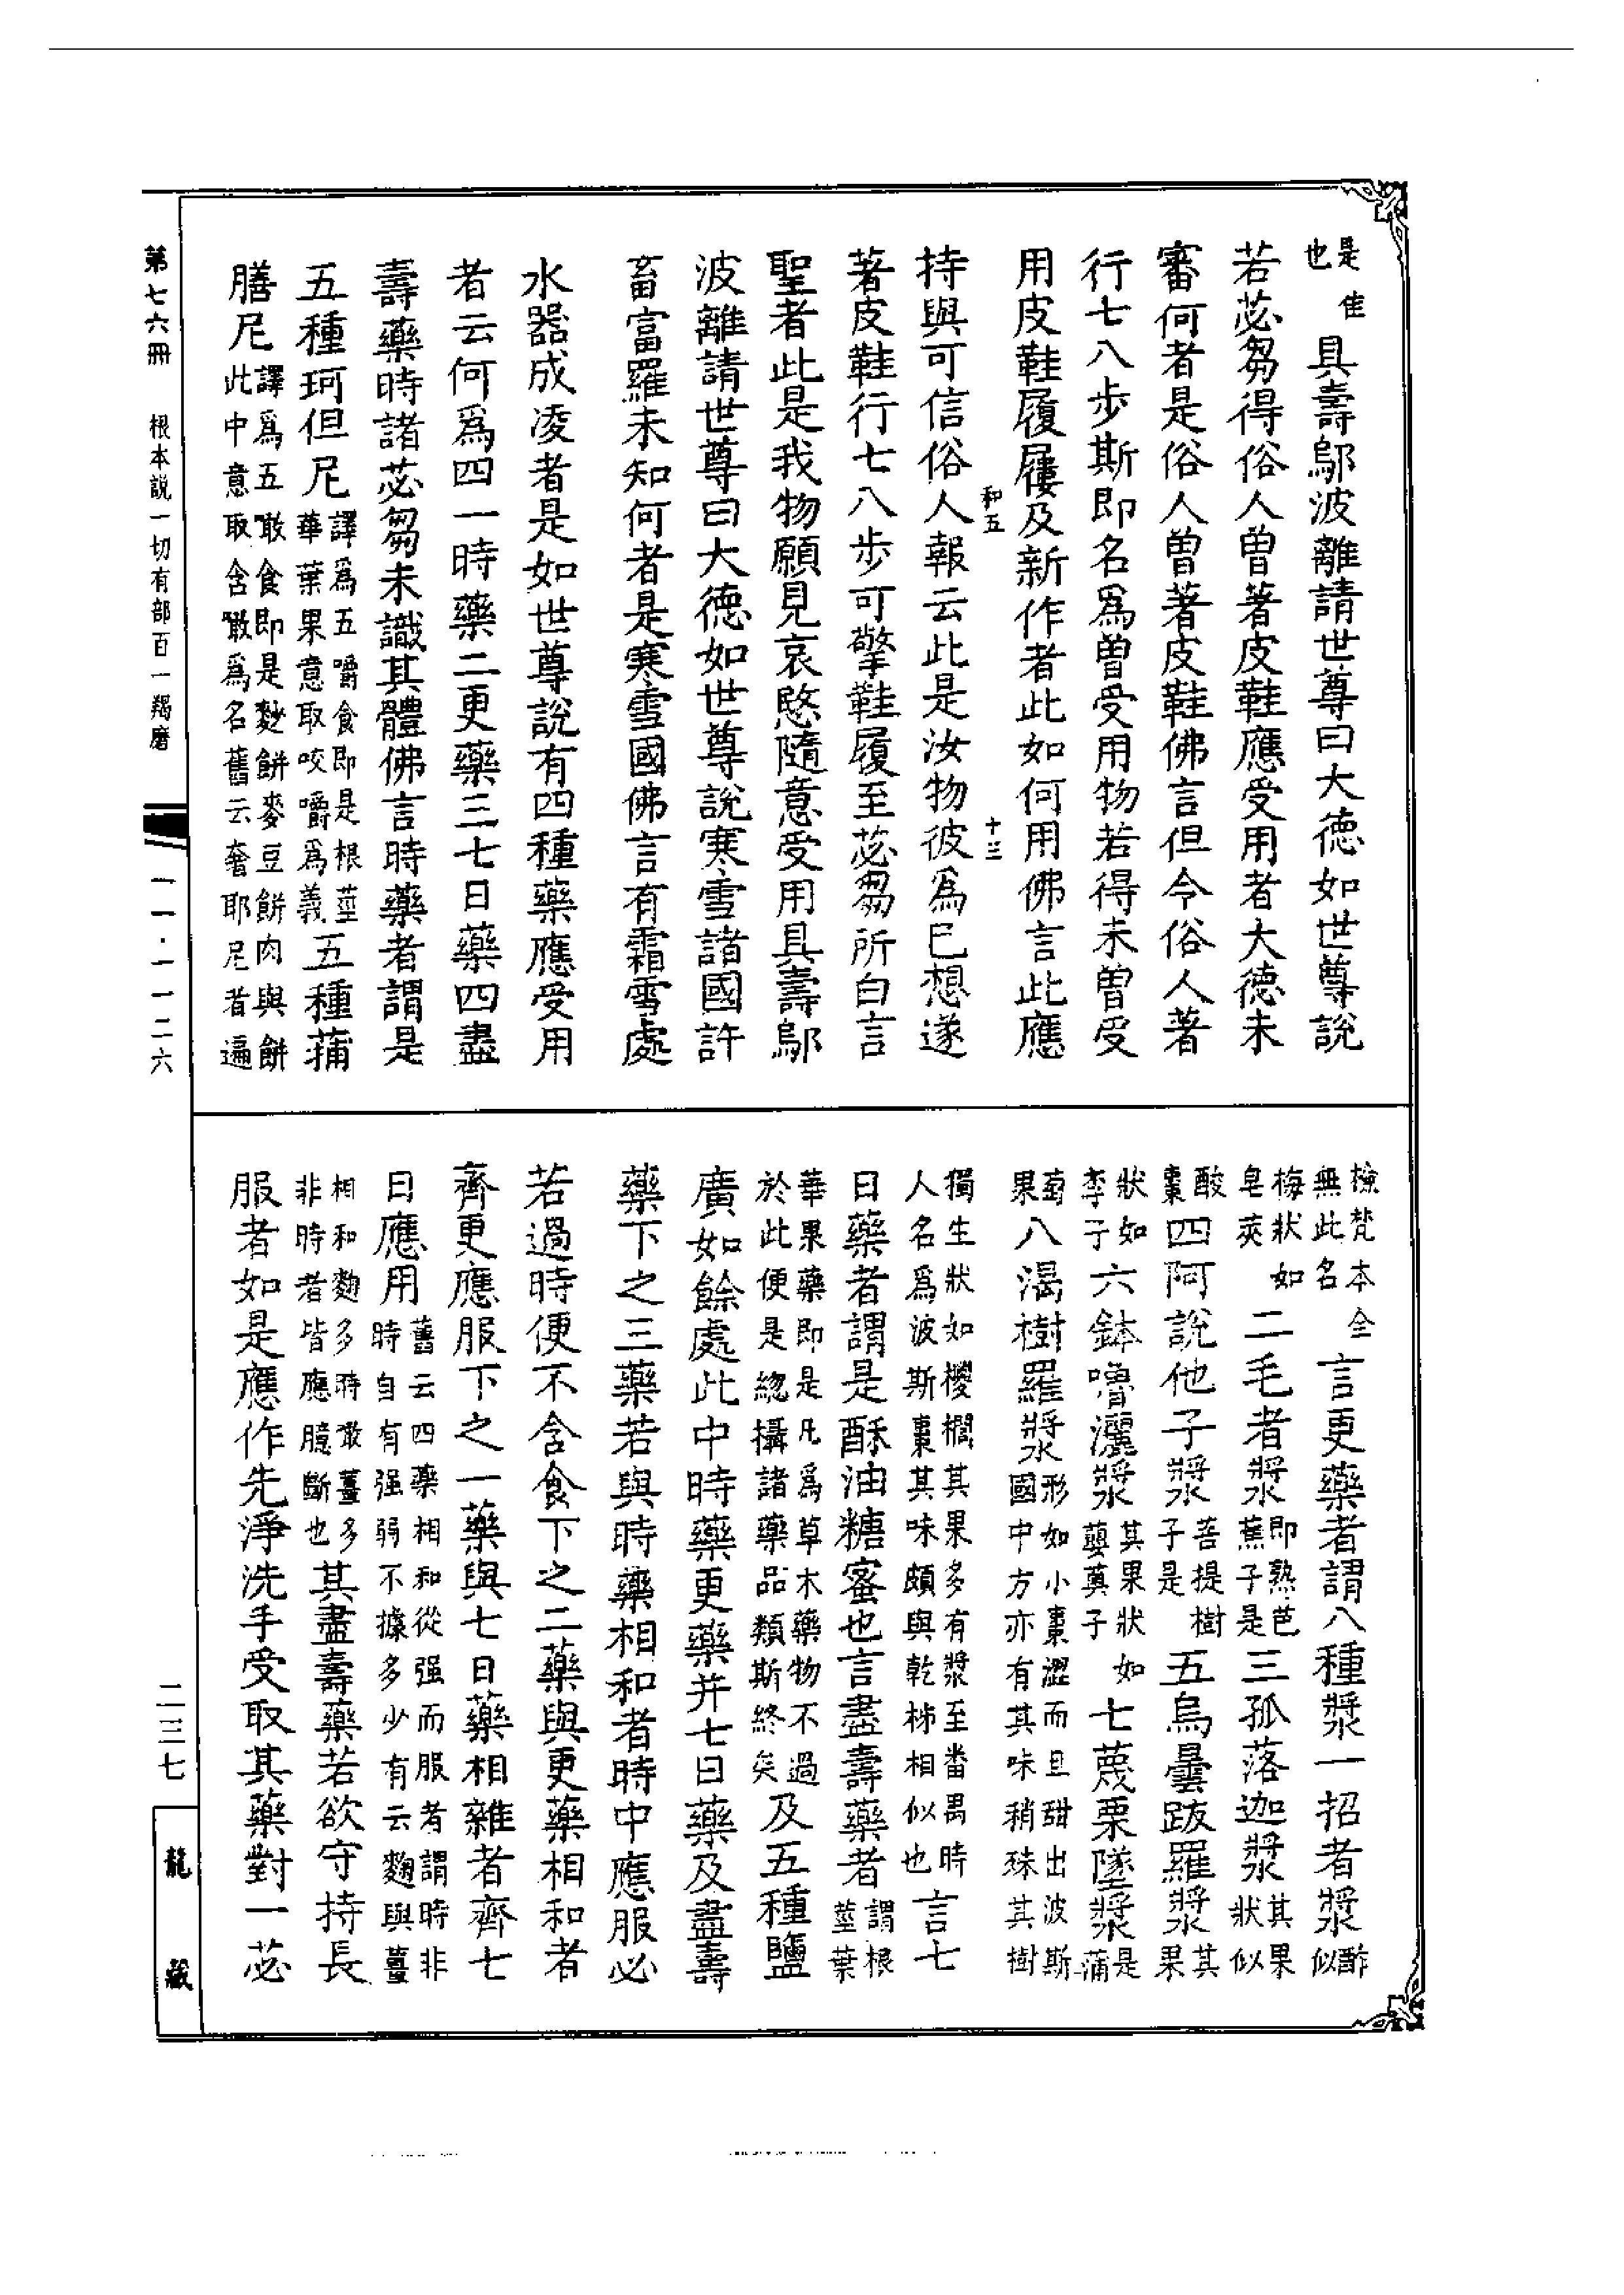 是隹也具壽鄔波離請世尊曰大德如世尊說
若苾芻得俗人曾著皮鞋應受用者大德未
審何者是俗人曾著皮鞋佛言但令俗人著
行七八步斯即名爲曾受用物若得未曾受
用皮鞋履屨及新作者此如何用佛言此應
和五 十三
持與可信俗人報云此是汝物彼爲已想遂
著皮鞋行七八步可擎鞋履至苾芻所白言
聖者此是我物願見哀愍隨意受用具壽鄔
波離請世尊曰大德如世尊說寒雪諸國許
畜富羅未知何者是寒雪國佛言有霜雪處
水器成凌者是如世尊說有四種藥應受用
者云何爲四一時藥二更藥三七日藥四盡
壽藥時諸苾芻未識其體佛言時藥者謂是
五種珂但尼譯爲五嚼食即是根莖華葉果意取咬嚼爲義五種蒲
膳尼譯爲五噉食即是麨餅麥豆餅肉與餅此中意取含噉爲名舊云奢耶尼者遍
檢梵本全無此名言更藥者謂八種漿一招者漿酢似
梅狀如皂莢二毛者漿即熟芭蕉子是三孤落迦漿其果狀似
酸棗四阿說他子漿菩提樹子是五烏曇跋羅漿其果
狀如李子六鉢嚕灑漿其果狀如蘡薁子七蔑栗墜漿是蒲
萄果八渴樹羅漿形如小棗澀而且甜出波斯國中方亦有其味稍殊其樹
獨生狀如椶櫚其果多有漿至番禺時人名爲波斯棗其味頗與乾柹相似也言七
日藥者謂是酥油糖蜜也言盡壽藥者謂根莖葉
華果藥即是凡爲草木藥物不過於此便是總攝諸藥品類斯終矣及五種鹽
廣如餘處此中時藥更藥并七日藥及盡壽
藥下之三藥若與時藥相和者時中應服必
若過時便不含食下之二藥與更藥相和者
齊更應服下之一藥與七日藥相雜者齊七
日應用舊云四藥相和從强而服者謂時非時自有强弱不據多少有云麴與薑
相和麴多時散薑多非時者皆應臆斷也其盡壽藥若欲守持長
服者如是應作先淨洗手受取其藥對一苾
第七六冊 根本說一切有部百一羯磨 一一·一一二六 二三七 龍藏